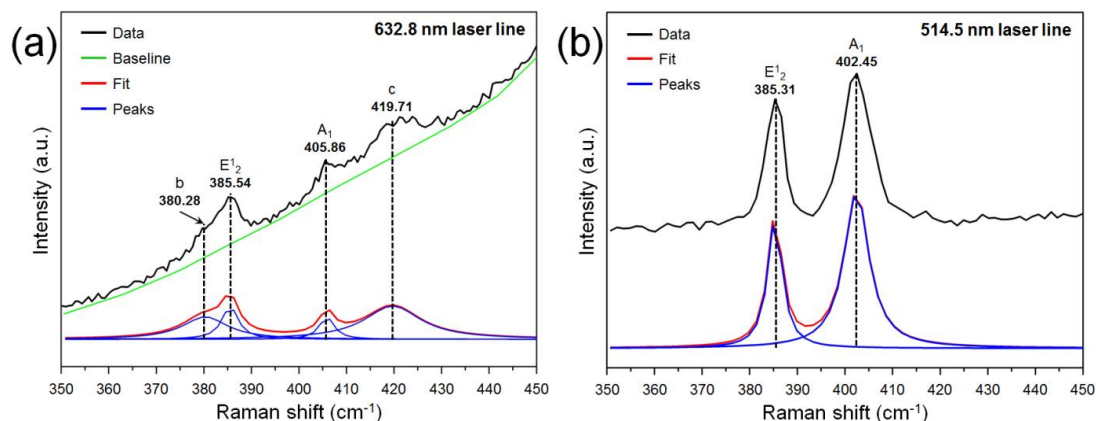 (a)
632.8 nm laser line
Data
Baseline
Fit
Peaks
b
380.28
E¹₂
385.54
A₁
405.86
c
419.71
Intensity (a.u.)
350 360 370 380 390 400 410 420 430 440 450
Raman shift (cm⁻¹)
(b)
514.5 nm laser line
Data
Fit
Peaks
E¹₂
385.31
A₁
402.45
Intensity (a.u.)
350 360 370 380 390 400 410 420 430 440 450
Raman shift (cm⁻¹)